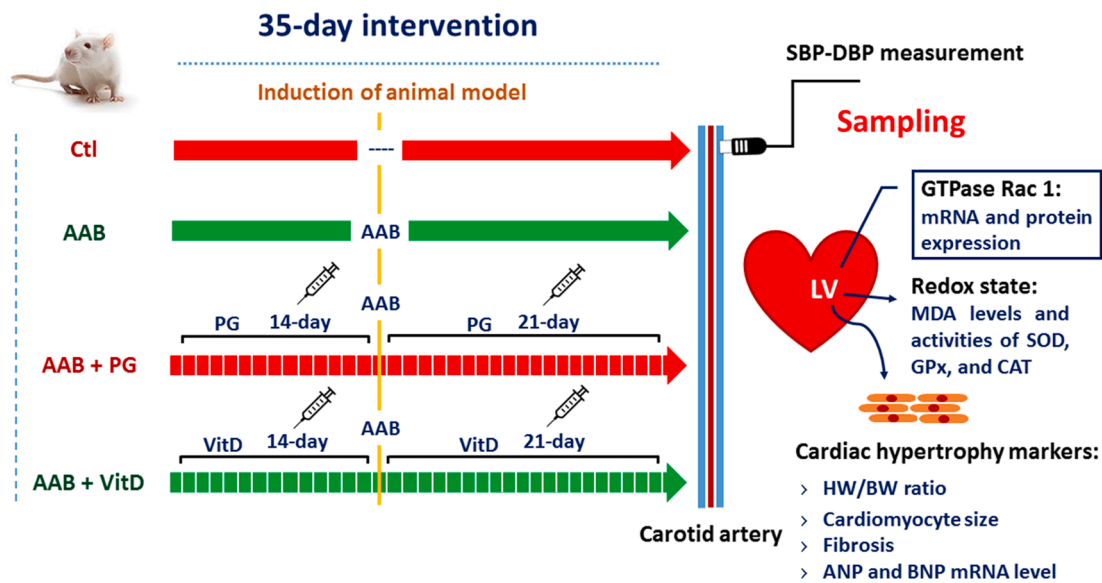 35-day intervention
Induction of animal model
SBP-DBP measurement
Sampling
Ctl
----
AAB
AAB
AAB + PG
PG
14-day
AAB
PG
21-day
AAB + VitD
VitD
14-day
AAB
VitD
21-day
Carotid artery
LV
GTPase Rac 1:
mRNA and protein
expression
Redox state:
MDA levels and
activities of SOD,
GPx, and CAT
Cardiac hypertrophy markers:
> HW/BW ratio
> Cardiomyocyte size
> Fibrosis
> ANP and BNP mRNA level